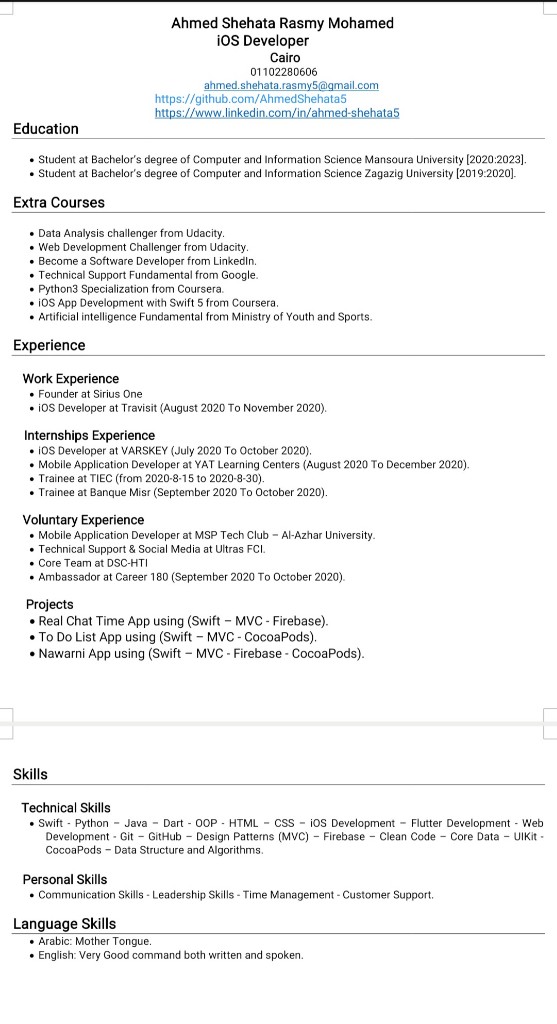 Ahmed Shehata Rasmy Mohamed
iOS Developer
Cairo
01102280606
ahmed.shehata.rasmy5@gmail.com
https://github.com/AhmedShehata5
https://www.linkedin.com/in/ahmed-shehata5
Education
• Student at Bachelor's degree of Computer and Information Science Mansoura University [2020:2023].
• Student at Bachelor's degree of Computer and Information Science Zagazig University [2019:2020].
Extra Courses
• Data Analysis challenger from Udacity.
• Web Development Challenger from Udacity.
• Become a Software Developer from LinkedIn.
• Technical Support Fundamental from Google.
• Python3 Specialization from Coursera.
• iOS App Development with Swift 5 from Coursera.
• Artificial intelligence Fundamental from Ministry of Youth and Sports.
Experience
Work Experience
• Founder at Sirius One
• iOS Developer at Travisit (August 2020 To November 2020).
Internships Experience
• iOS Developer at VARSKEY (July 2020 To October 2020).
• Mobile Application Developer at YAT Learning Centers (August 2020 To December 2020).
• Trainee at TIEC (from 2020-8-15 to 2020-8-30).
• Trainee at Banque Misr (September 2020 To October 2020).
Voluntary Experience
• Mobile Application Developer at MSP Tech Club – Al-Azhar University.
• Technical Support & Social Media at Ultras FCI.
• Core Team at DSC-HTI
• Ambassador at Career 180 (September 2020 To October 2020).
Projects
• Real Chat Time App using (Swift – MVC - Firebase).
• To Do List App using (Swift – MVC - CocoaPods).
• Nawarni App using (Swift – MVC - Firebase - CocoaPods).
Skills
Technical Skills
• Swift - Python – Java – Dart - OOP - HTML – CSS – iOS Development – Flutter Development - Web
Development - Git – GitHub – Design Patterns (MVC) – Firebase – Clean Code – Core Data – UIKit -
CocoaPods – Data Structure and Algorithms.
Personal Skills
• Communication Skills - Leadership Skills - Time Management - Customer Support.
Language Skills
• Arabic: Mother Tongue.
• English: Very Good command both written and spoken.